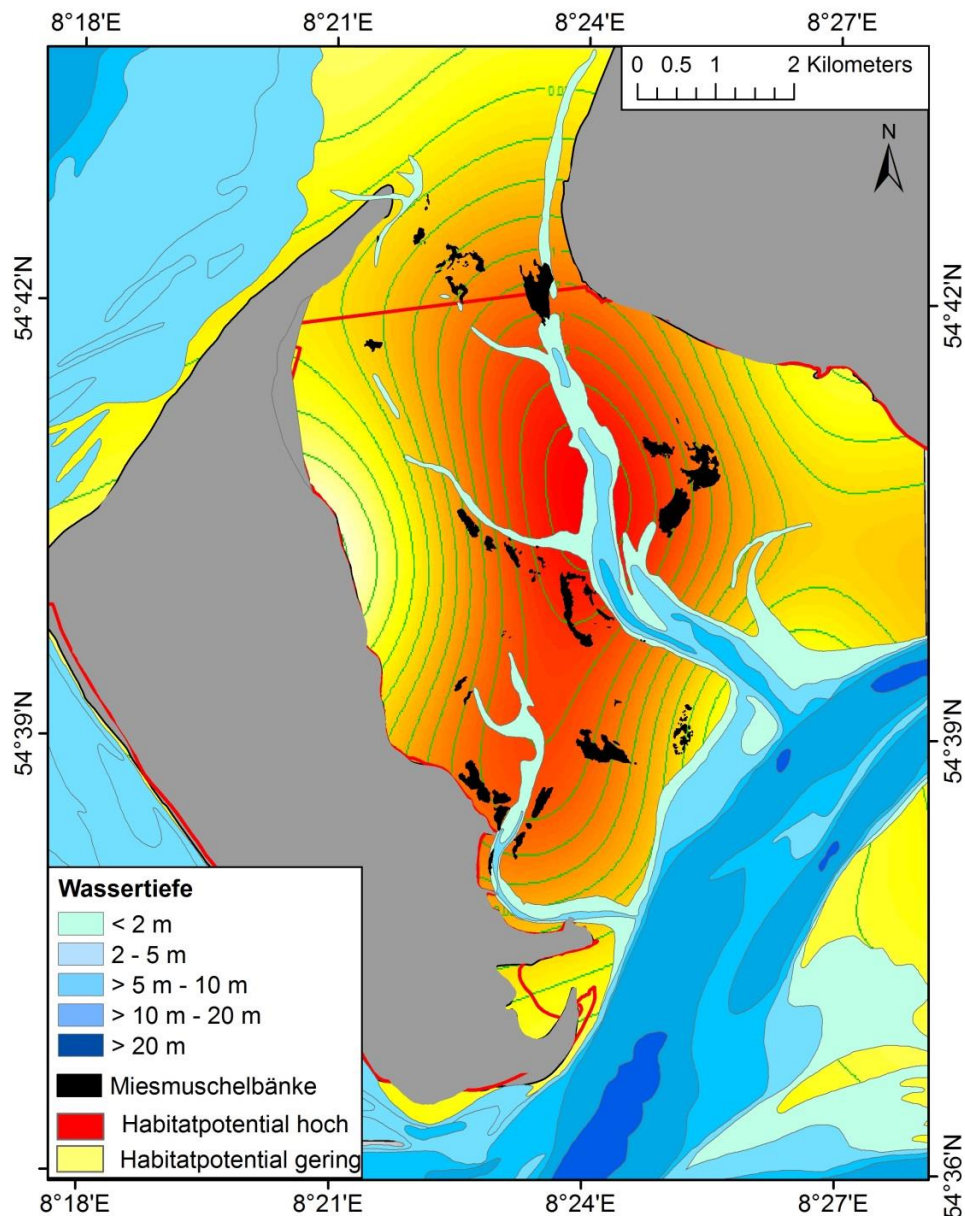 8°18'E 8°21'E 8°24'E 8°27'E
0 0.5 1 2 Kilometers
N
54°42'N 54°42'N
54°39'N 54°39'N
Wassertiefe
< 2 m
2 - 5 m
> 5 m - 10 m
> 10 m - 20 m
> 20 m
Miesmuschelbänke
Habitatpotential hoch
Habitatpotential gering
54°36'N
8°18'E 8°21'E 8°24'E 8°27'E